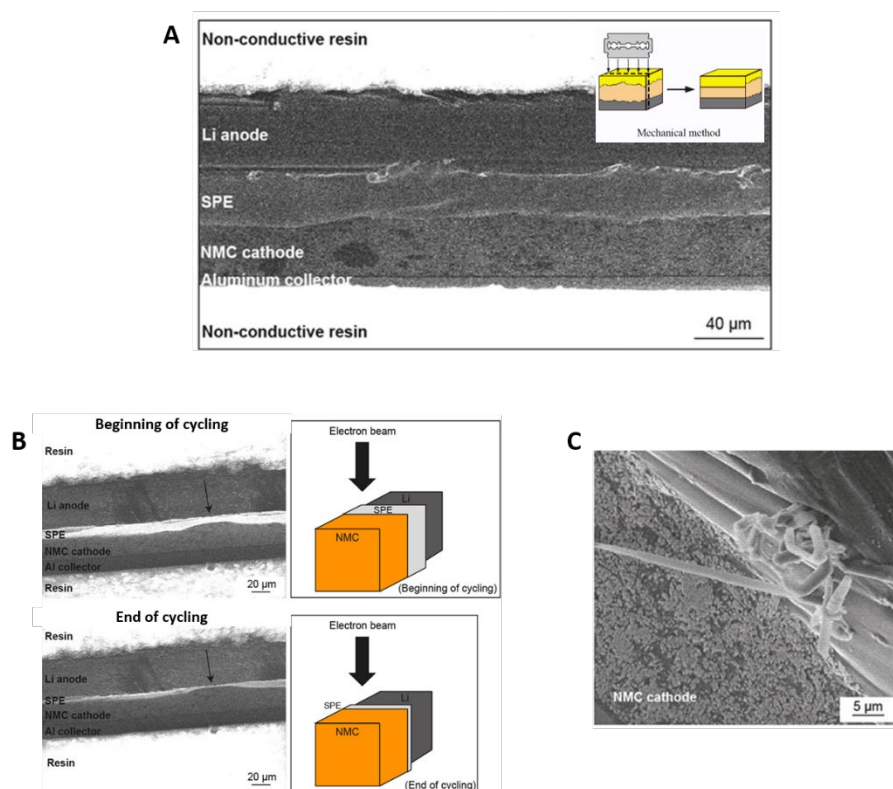 A
Non-conductive resin
Li anode
SPE
NMC cathode
Aluminum collector
Non-conductive resin
Mechanical method
40 µm
B
Beginning of cycling
Resin
Li anode
SPE
NMC cathode
Al collector
Resin
20 µm
Electron beam
Li
SPE
NMC
(Beginning of cycling)
End of cycling
Resin
Li anode
SPE
NMC cathode
Al collector
Resin
20 µm
Electron beam
SPE
Li
NMC
(End of cycling)
C
NMC cathode
5 µm